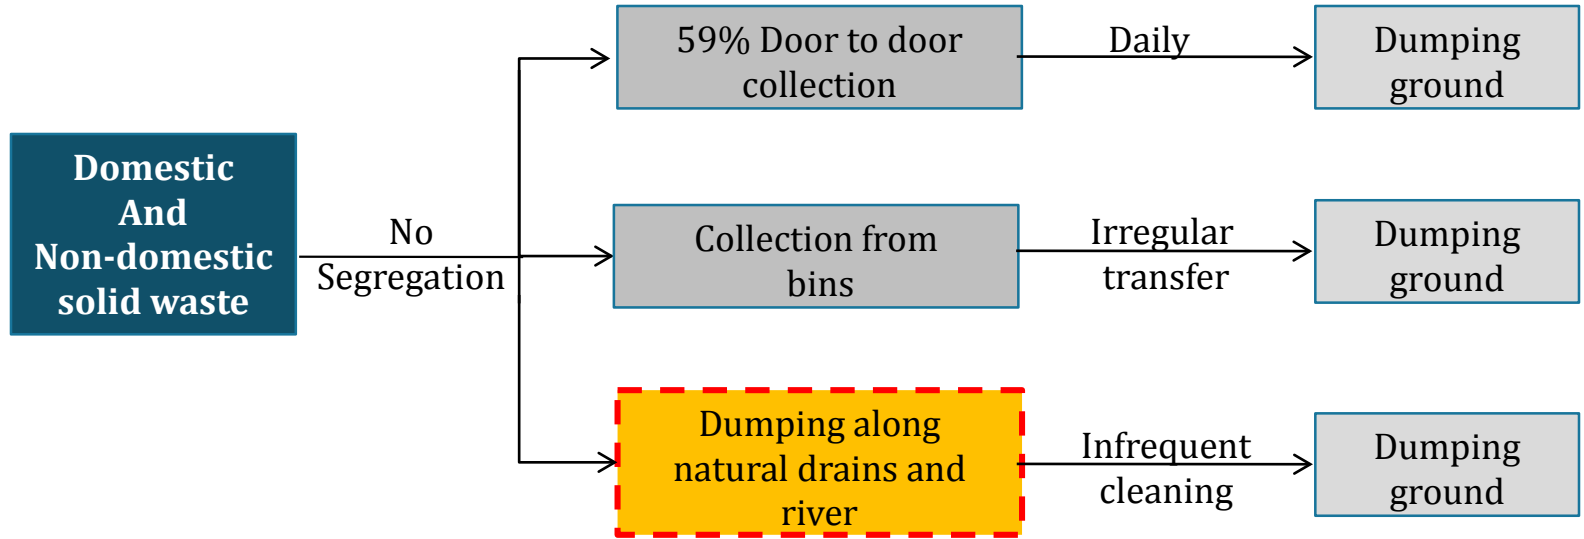 Domestic
And
Non-domestic
solid waste
No
Segregation
59% Door to door
collection
Daily
Dumping
ground
Collection from
bins
Irregular
transfer
Dumping
ground
Dumping along
natural drains and
river
Infrequent
cleaning
Dumping
ground